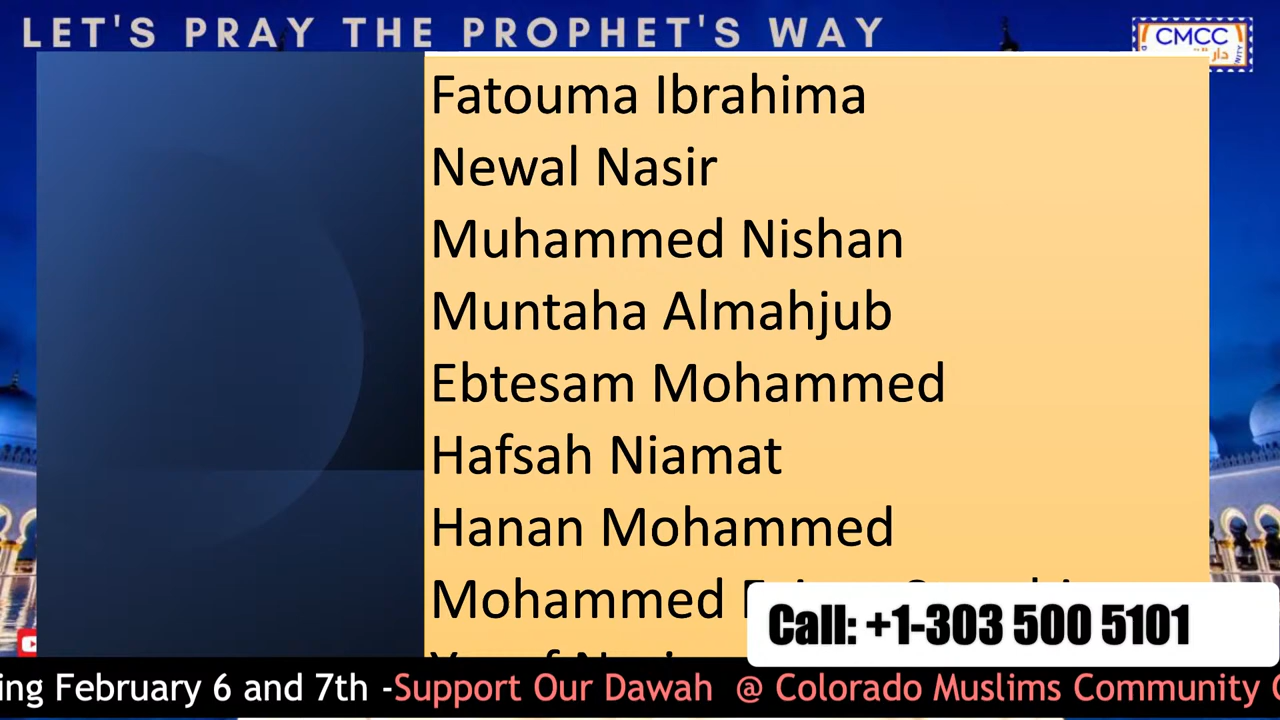 LET'S PRAY THE PROPHET'S WAY
CMCC
دار
Fatouma Ibrahima
Newal Nasir
Muhammed Nishan
Muntaha Almahjub
Ebtesam Mohammed
Hafsah Niamat
Hanan Mohammed
Mohammed
Call: +1-303 500 5101
ing February 6 and 7th -Support Our Dawah @ Colorado Muslims Community